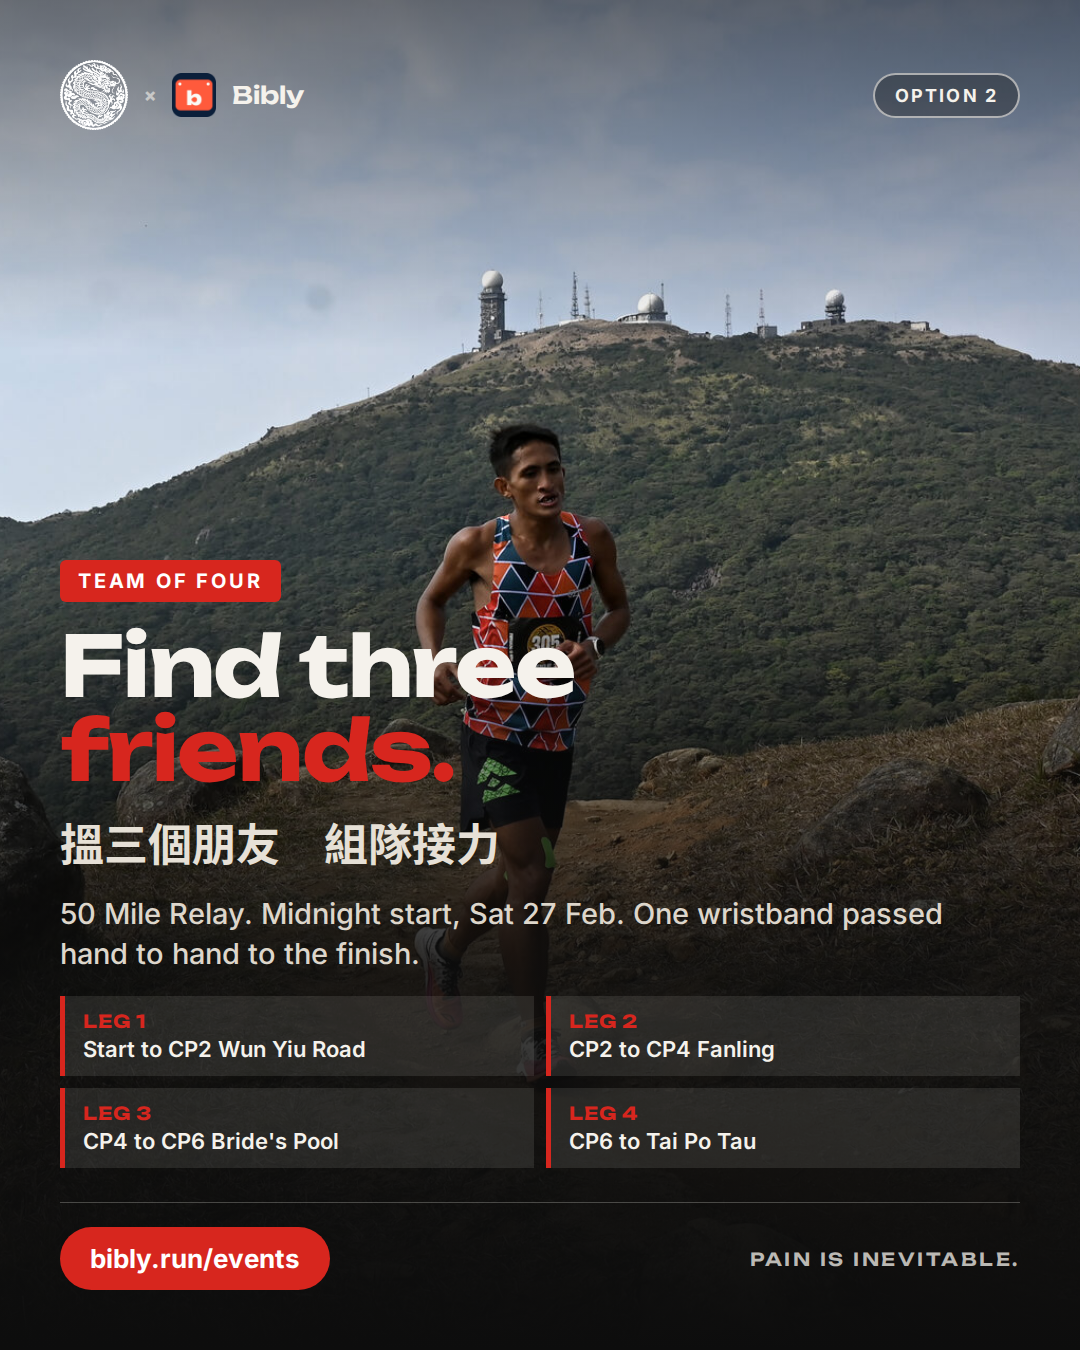 × b Bibly
OPTION 2
305
TEAM OF FOUR
Find three
friends.
搵三個朋友　組隊接力
50 Mile Relay. Midnight start, Sat 27 Feb. One wristband passed
hand to hand to the finish.
LEG 1
Start to CP2 Wun Yiu Road
LEG 2
CP2 to CP4 Fanling
LEG 3
CP4 to CP6 Bride's Pool
LEG 4
CP6 to Tai Po Tau
bibly.run/events
PAIN IS INEVITABLE.